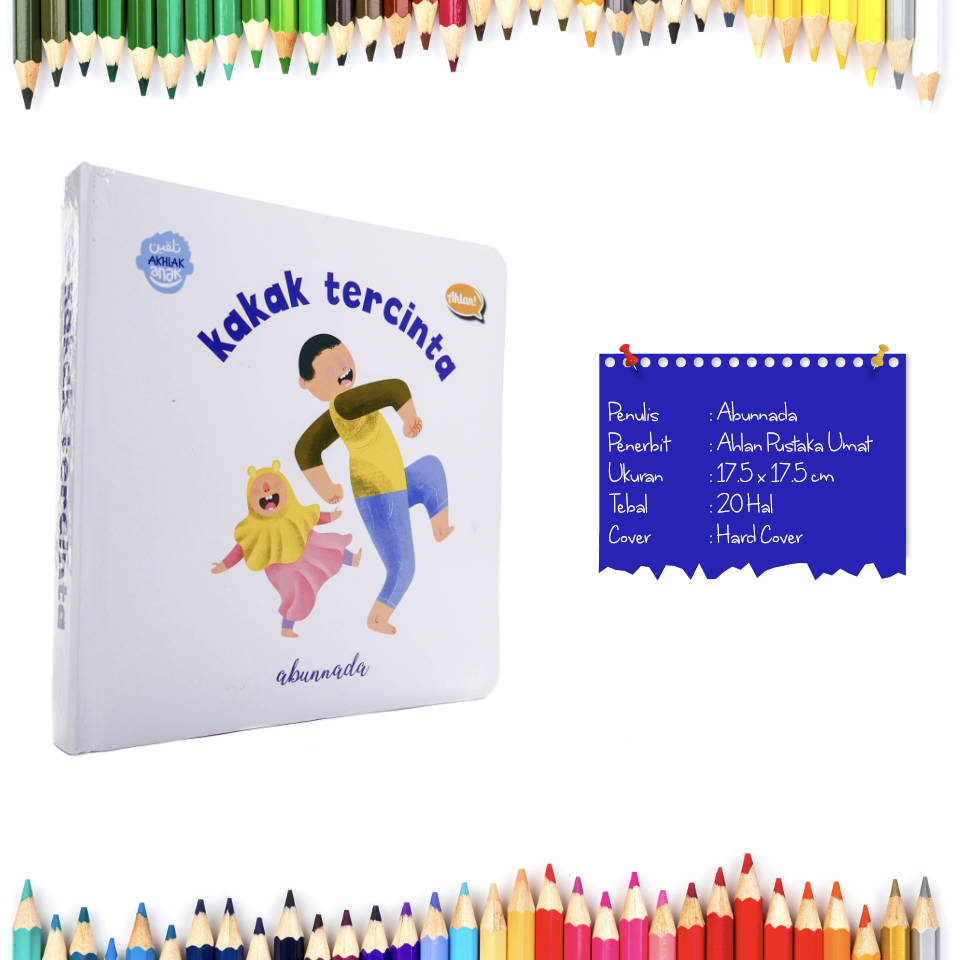 تلقين
AKHLAK
anak
kakak tercinta
Ahlan!
abunnada
kakak tercinta
Penulis : Abunnada
Penerbit : Ahlan Pustaka Umat
Ukuran : 17.5 x 17.5 cm
Tebal : 20 Hal
Cover : Hard Cover